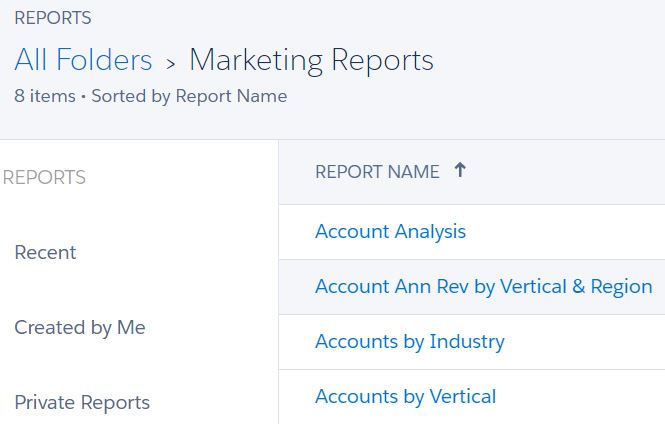 REPORTS
All Folders > Marketing Reports
8 items • Sorted by Report Name
REPORTS
Recent
Created by Me
Private Reports
REPORT NAME ↑
Account Analysis
Account Ann Rev by Vertical & Region
Accounts by Industry
Accounts by Vertical